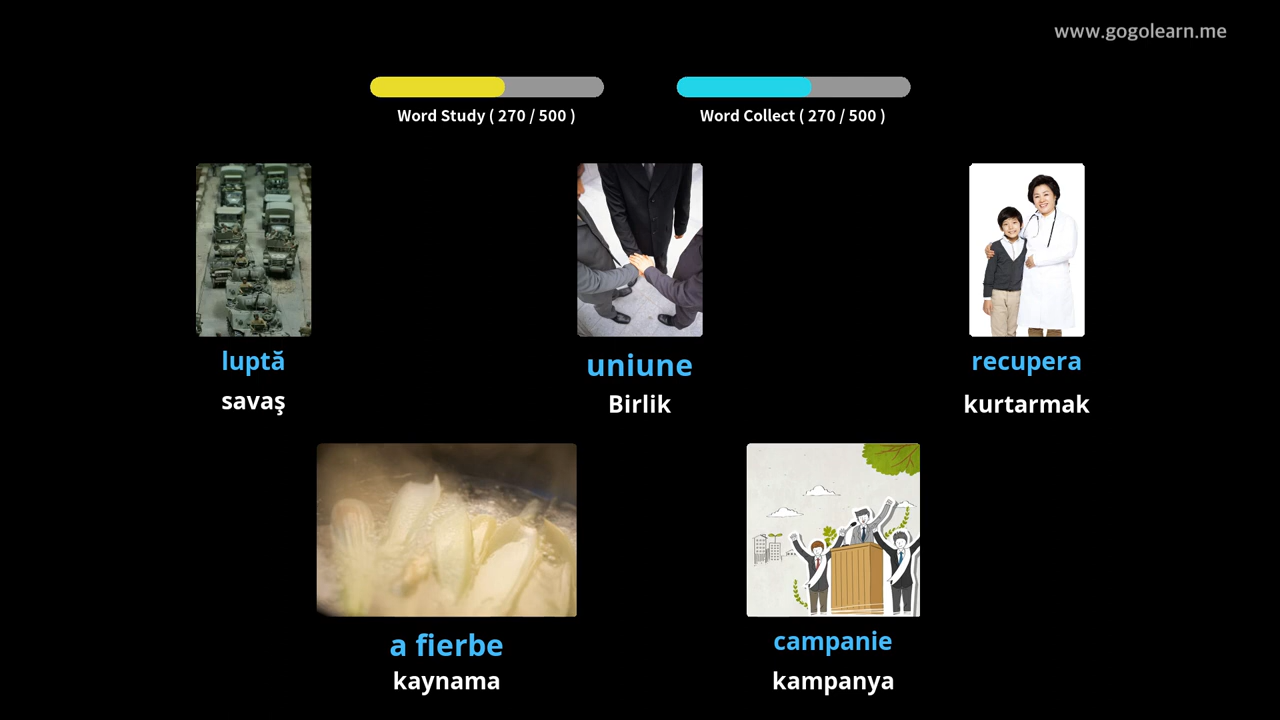 www.gogolearn.me
Word Study ( 270 / 500 )
Word Collect ( 270 / 500 )
luptă
savaş
uniune
Birlik
recupera
kurtarmak
a fierbe
kaynama
campanie
kampanya